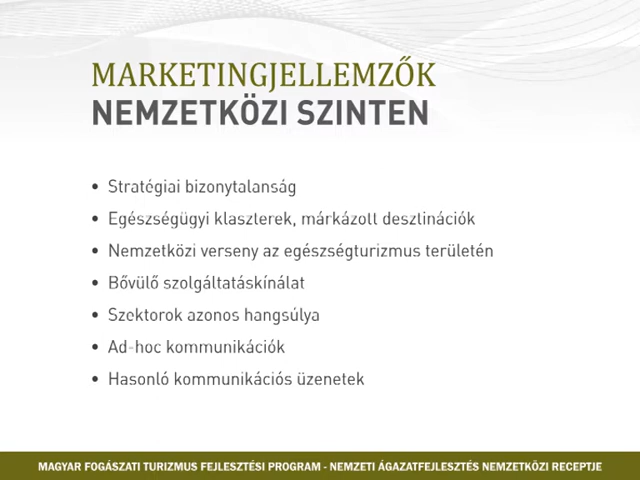 MARKETINGJELLEMZŐK
NEMZETKÖZI SZINTEN
• Stratégiai bizonytalanság
• Egészségügyi klaszterek, márkázott desztinációk
• Nemzetközi verseny az egészségturizmus területén
• Bővülő szolgáltatáskínálat
• Szektorok azonos hangsúlya
• Ad-hoc kommunikációk
• Hasonló kommunikációs üzenetek
MAGYAR FOGÁSZATI TURIZMUS FEJLESZTÉSI PROGRAM - NEMZETI ÁGAZATFEJLESZTÉS NEMZETKÖZI RECEPTJE